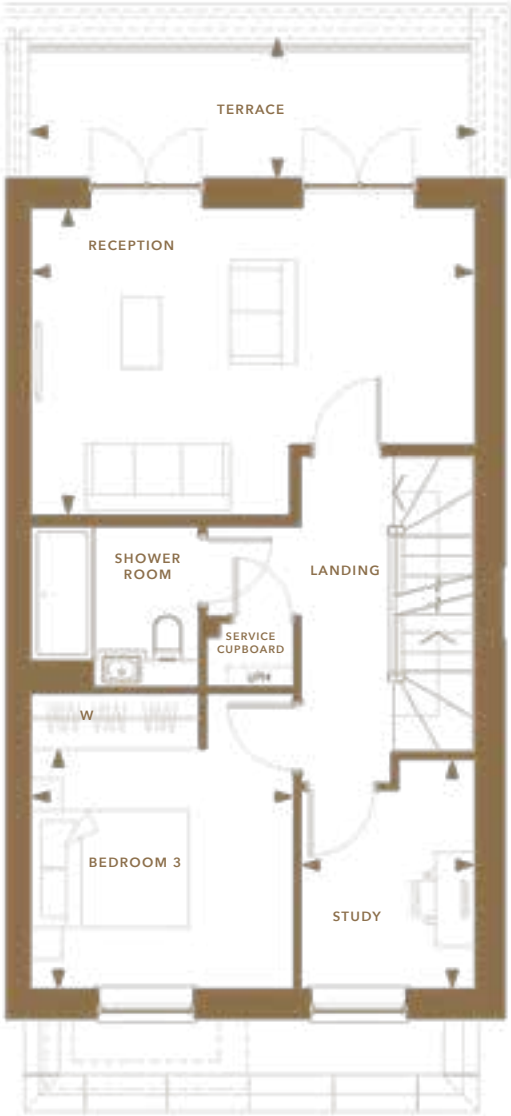 TERRACE
RECEPTION
SHOWER
ROOM
LANDING
SERVICE
CUPBOARD
W
BEDROOM 3
STUDY